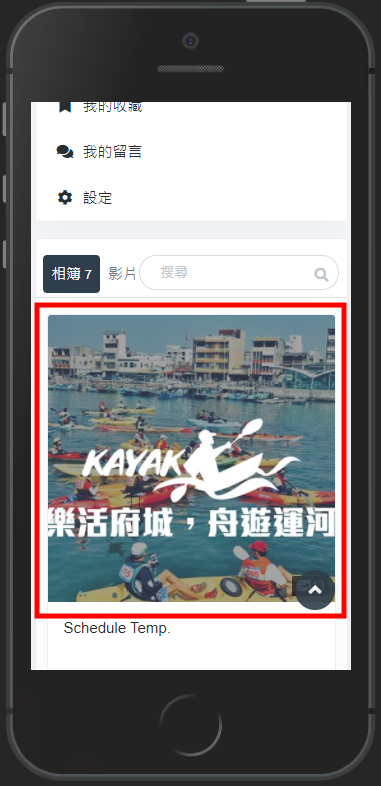 我的收藏
我的留言
設定
相簿 7
影片
搜尋
KAYAK
樂活府城，舟遊運河
Schedule Temp.